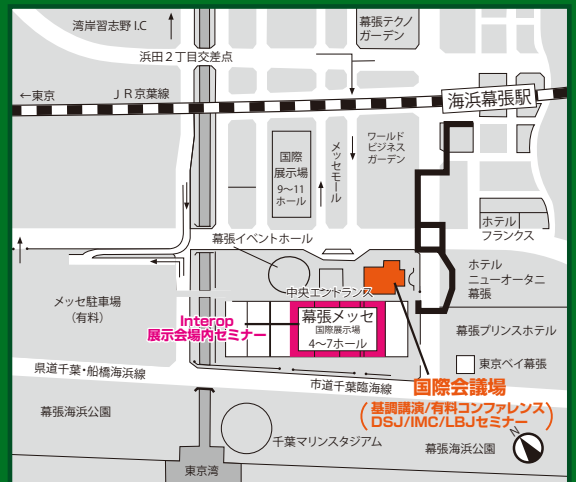 湾岸習志野 I.C
幕張テクノ
ガーデン
浜田２丁目交差点
←東京
ＪＲ京葉線
海浜幕張駅
国際
展示場
9〜11
ホール
メッセモール
ワールド
ビジネス
ガーデン
ホテル
フランクス
幕張イベントホール
ホテル
ニューオータニ
幕張
中央エントランス
メッセ駐車場
(有料)
Interop
展示会場内セミナー
幕張メッセ
国際展示場
4〜7ホール
幕張プリンスホテル
東京ベイ幕張
県道千葉・船橋海浜線
市道千葉臨海線
国際会議場
(基調講演/有料コンファレンス
DSJ/IMC/LBJセミナー)
幕張海浜公園
千葉マリンスタジアム
幕張海浜公園
N
東京湾